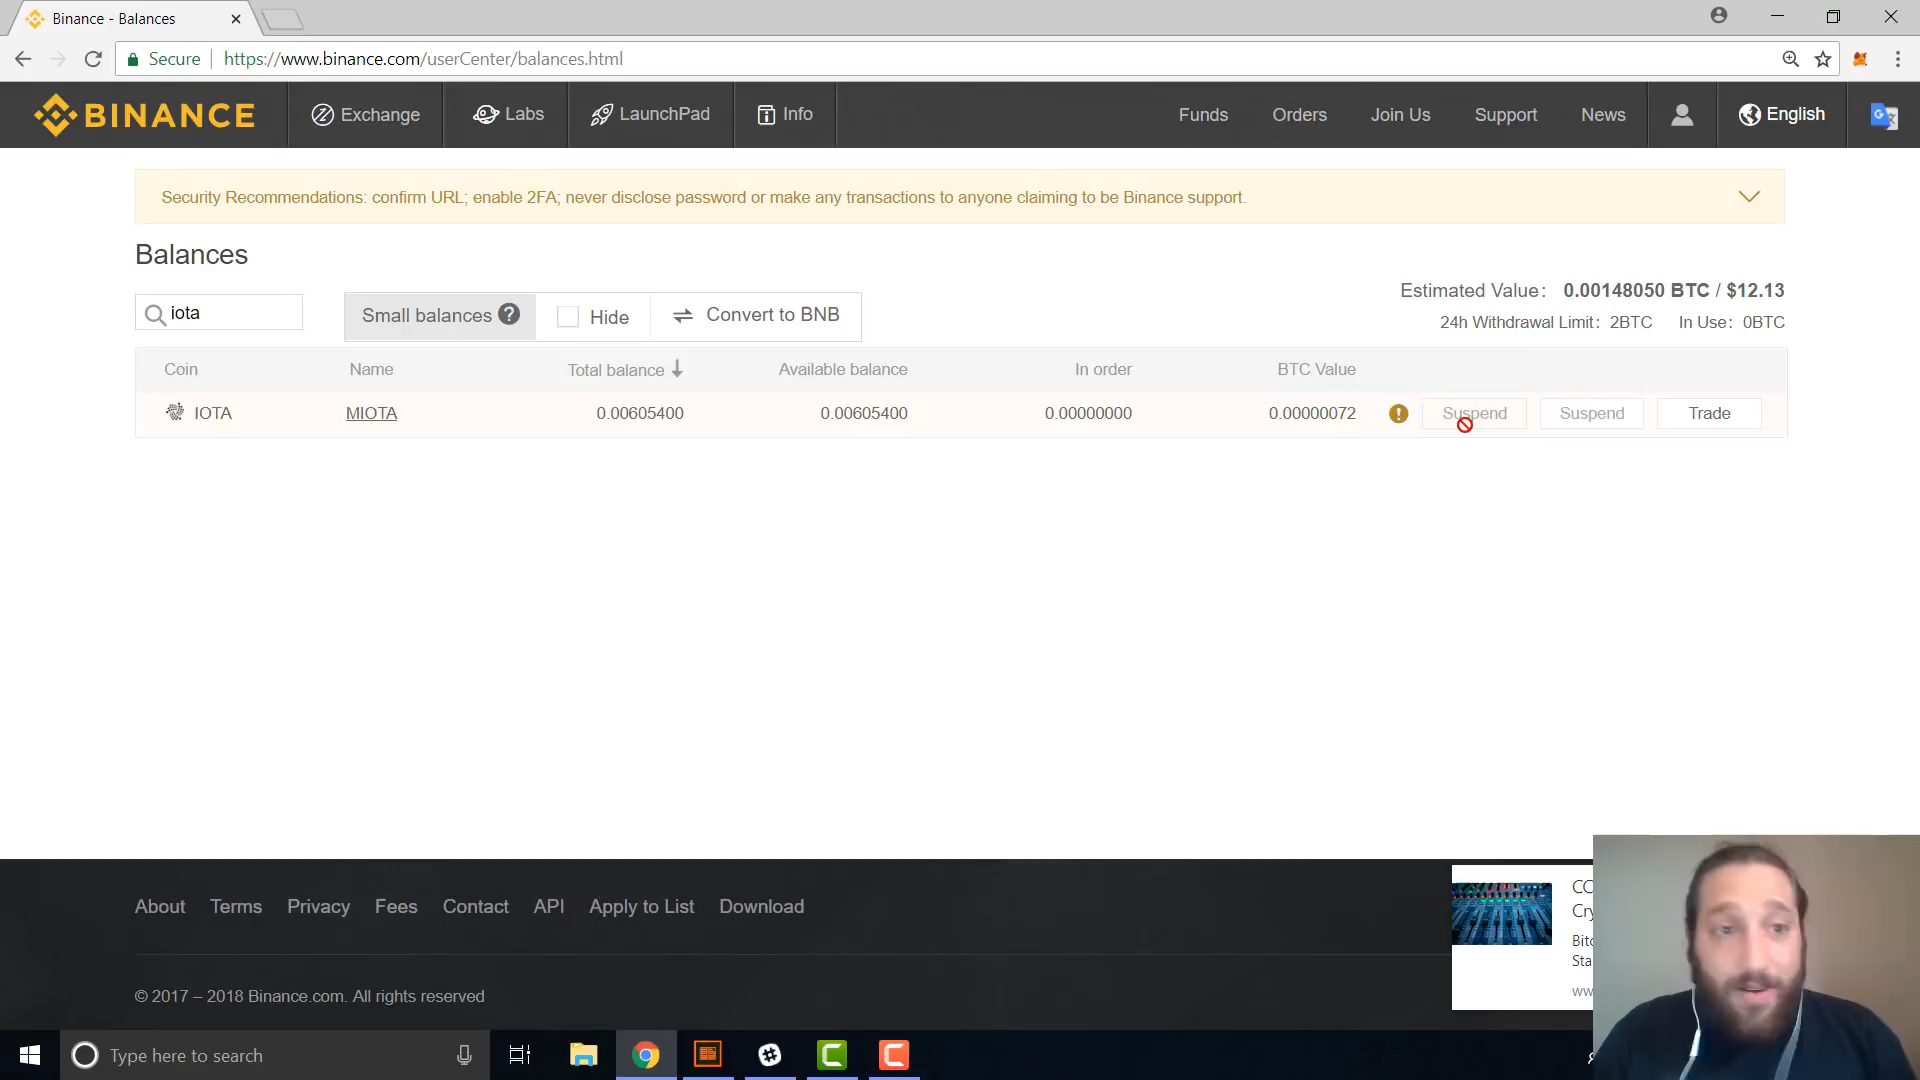 Binance - Balances
Secure
https://www.binance.com/userCenter/balances.html
BINANCE
Exchange
Labs
LaunchPad
Info
Funds
Orders
Join Us
Support
News
English
Security Recommendations: confirm URL; enable 2FA; never disclose password or make any transactions to anyone claiming to be Binance support.
Balances
iota
Small balances ?
Hide
Convert to BNB
Estimated Value: 0.00148050 BTC / $12.13
24h Withdrawal Limit: 2BTC In Use: 0BTC
Coin Name Total balance Available balance In order BTC Value
IOTA MIOTA 0.00605400 0.00605400 0.00000000 0.00000072 ! Suspend Suspend Trade
About Terms Privacy Fees Contact API Apply to List Download
CC
Cry
Bitc
Sta
ww
© 2017 – 2018 Binance.com. All rights reserved
Type here to search